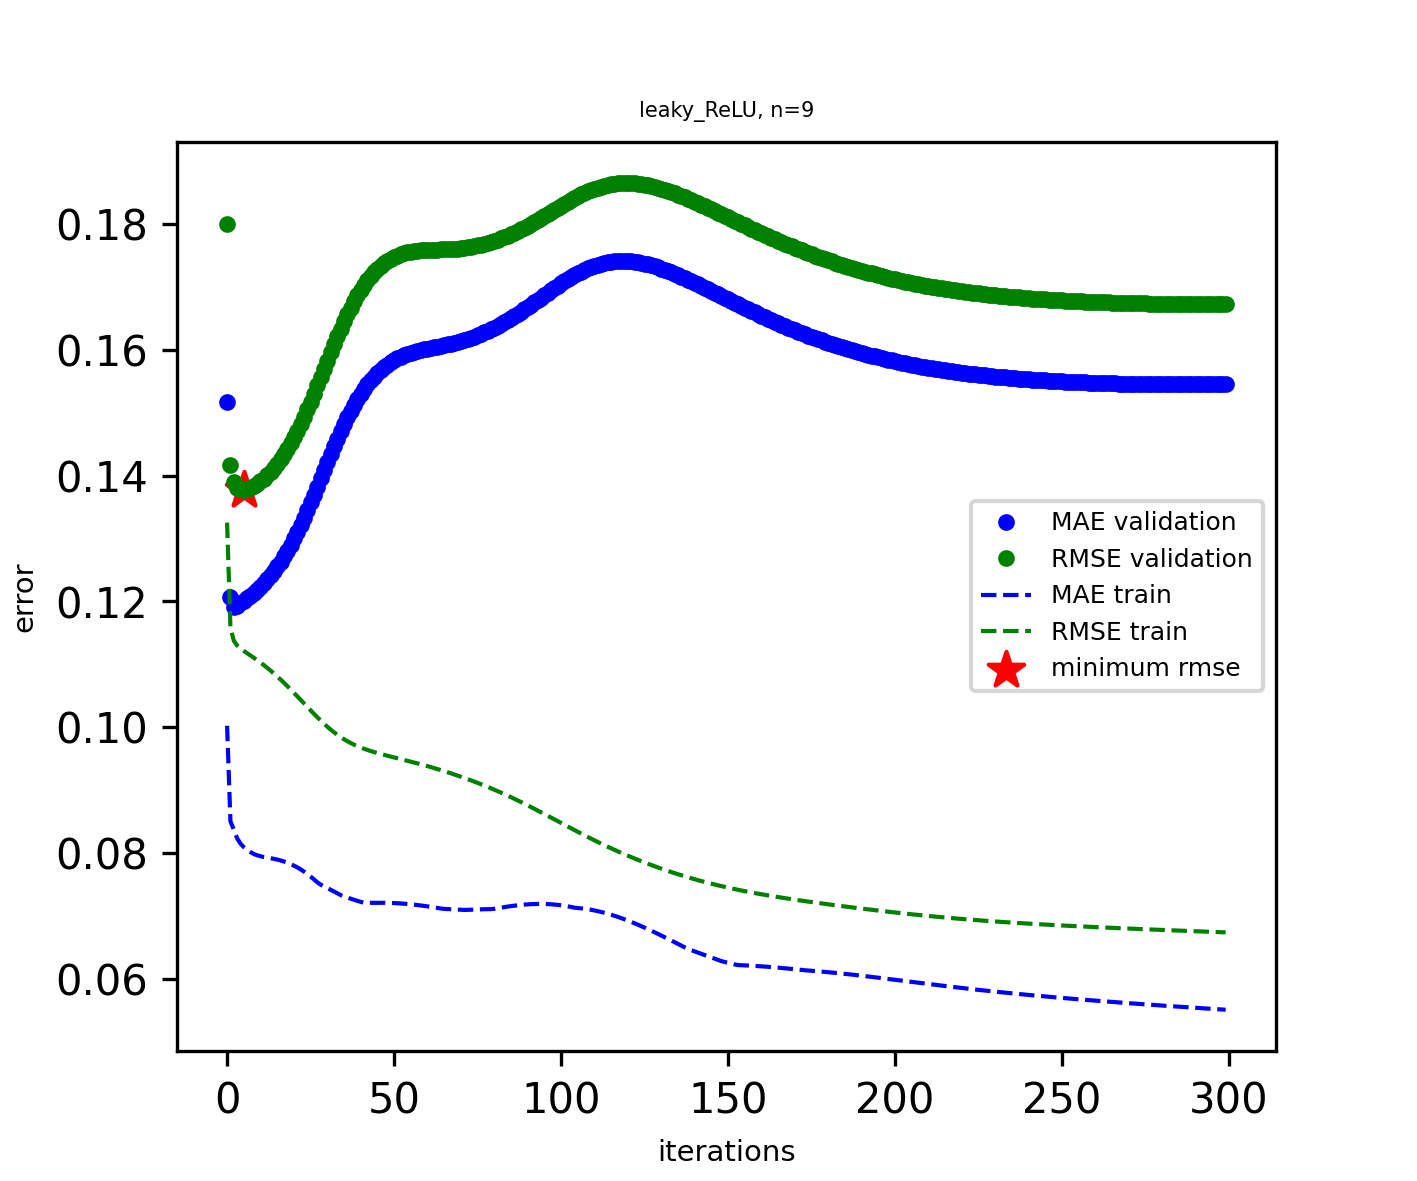 leaky_ReLU, n=9
error
0.18
0.16
0.14
0.12
0.10
0.08
0.06
MAE validation
RMSE validation
MAE train
RMSE train
minimum rmse
0 50 100 150 200 250 300
iterations